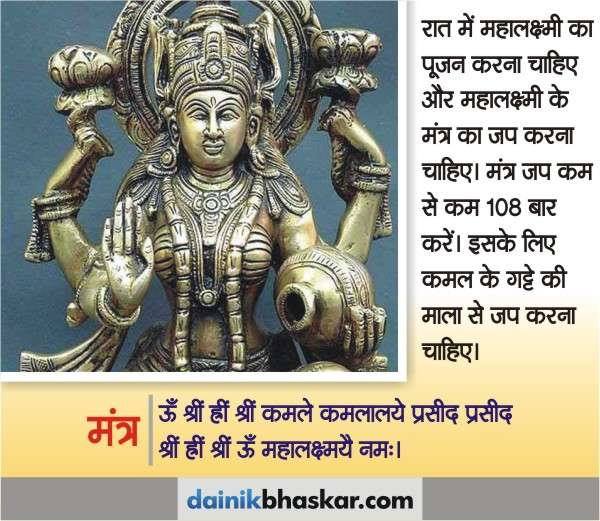 रात में महालक्ष्मी का
पूजन करना चाहिए
और महालक्ष्मी के
मंत्र का जप करना
चाहिए। मंत्र जप कम
से कम 108 बार
करें। इसके लिए
कमल के गट्टे की
माला से जप करना
चाहिए।
मंत्र
ऊँ श्रीं ह्रीं श्रीं कमले कमलालये प्रसीद प्रसीद
श्रीं ह्रीं श्रीं ऊँ महालक्ष्मयै नमः।
dainikbhaskar.com